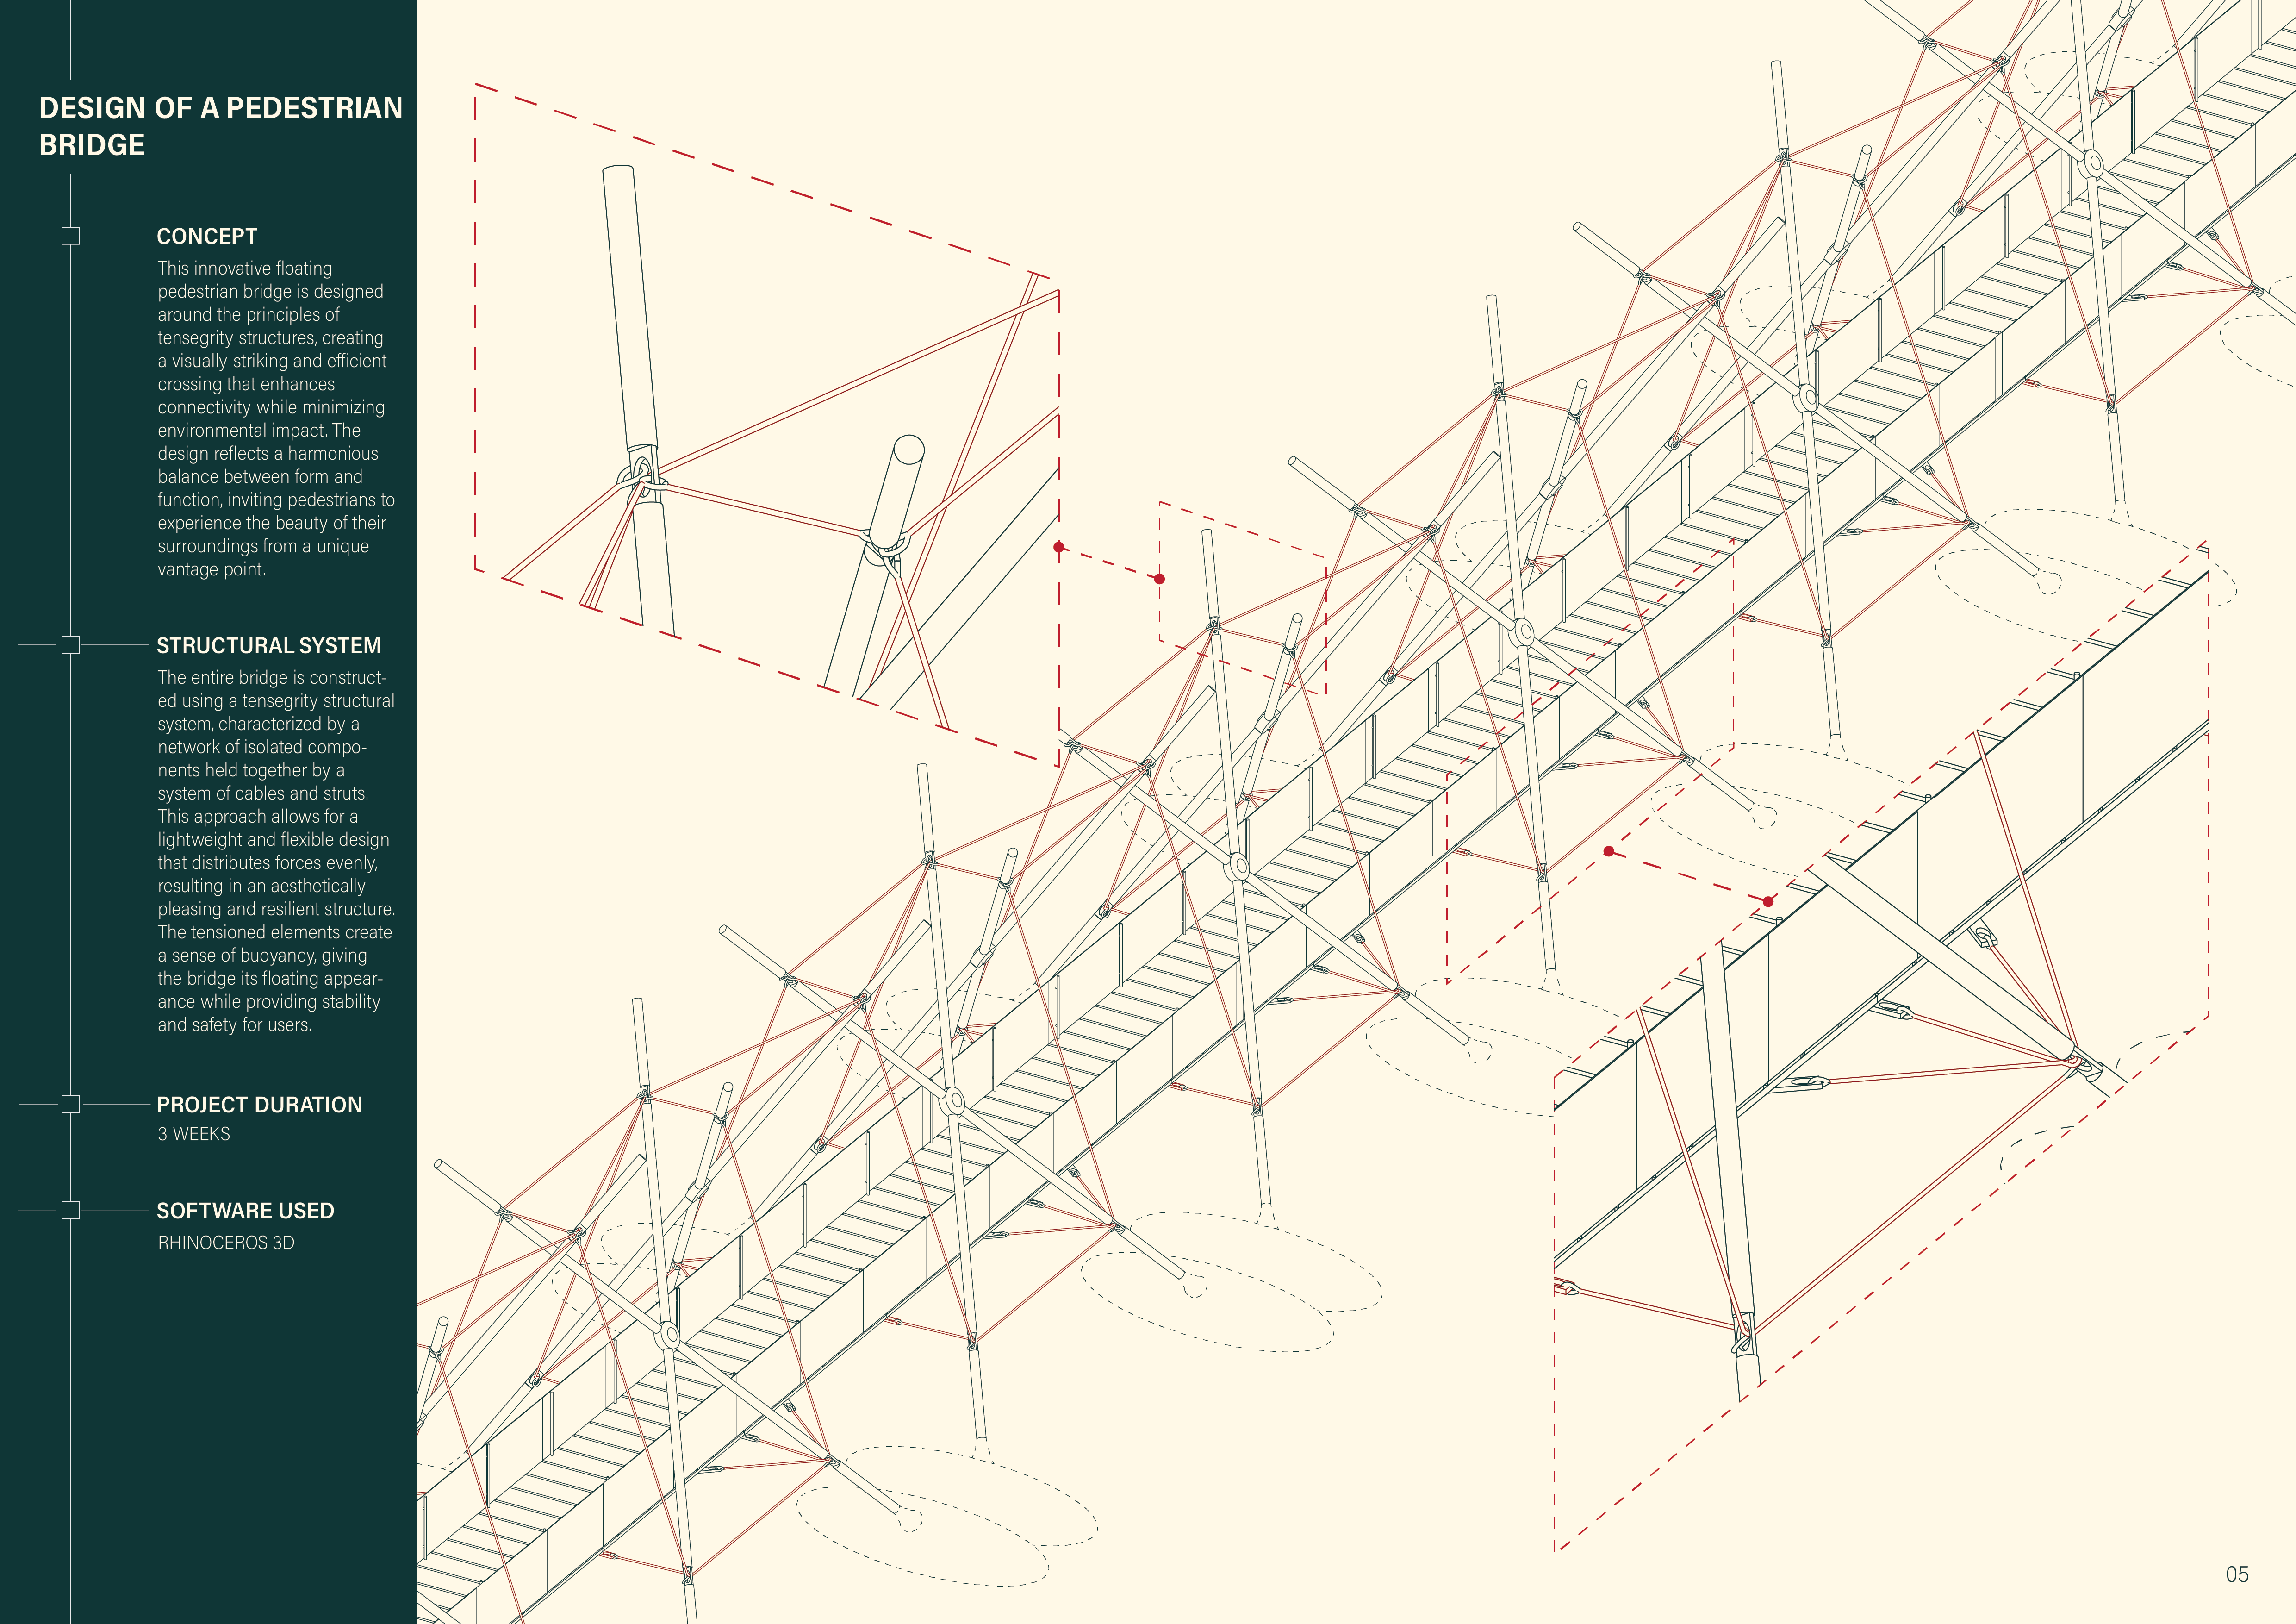 DESIGN OF A PEDESTRIAN
BRIDGE
CONCEPT
This innovative floating
pedestrian bridge is designed
around the principles of
tensegrity structures, creating
a visually striking and efficient
crossing that enhances
connectivity while minimizing
environmental impact. The
design reflects a harmonious
balance between form and
function, inviting pedestrians to
experience the beauty of their
surroundings from a unique
vantage point.
STRUCTURAL SYSTEM
The entire bridge is construct-
ed using a tensegrity structural
system, characterized by a
network of isolated compo-
nents held together by a
system of cables and struts.
This approach allows for a
lightweight and flexible design
that distributes forces evenly,
resulting in an aesthetically
pleasing and resilient structure.
The tensioned elements create
a sense of buoyancy, giving
the bridge its floating appear-
ance while providing stability
and safety for users.
PROJECT DURATION
3 WEEKS
SOFTWARE USED
RHINOCEROS 3D
05